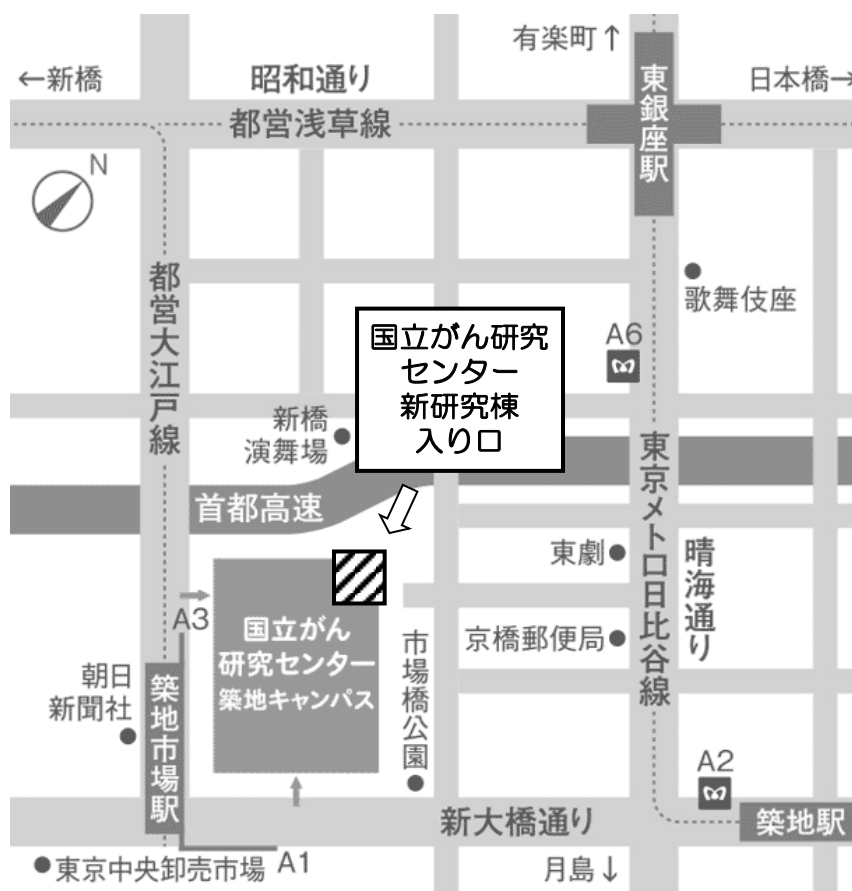 有楽町↑
←新橋
昭和通り
日本橋→
都営浅草線
東銀座駅
N
都営大江戸線
歌舞伎座
国立がん研究
センター
新研究棟
入り口
A6
新橋
演舞場
首都高速
東京メトロ日比谷線
晴海通り
東劇
A3
国立がん
研究センター
築地キャンパス
京橋郵便局
市場橋公園
朝日
新聞社
築地市場駅
A2
新大橋通り
築地駅
東京中央卸売市場
A1
月島↓